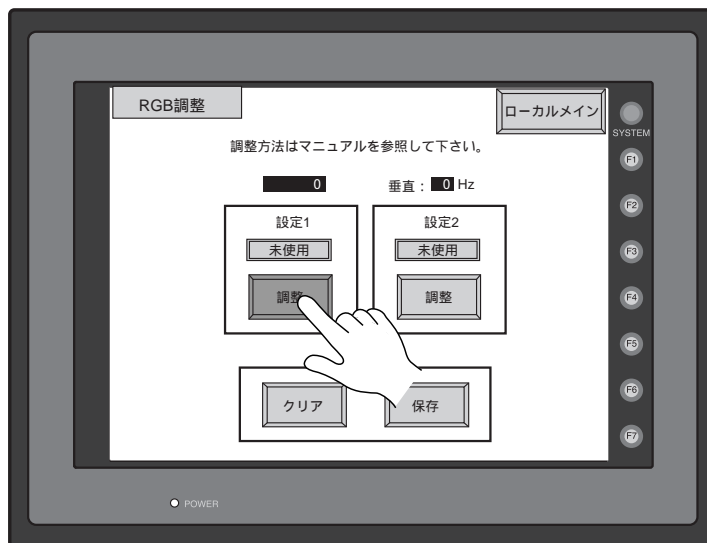 RGB調整
ローカルメイン
SYSTEM
調整方法はマニュアルを参照して下さい。
0
垂直: 0 Hz
設定1
設定2
未使用
未使用
調整
調整
クリア
保存
F1
F2
F3
F4
F5
F6
F7
POWER